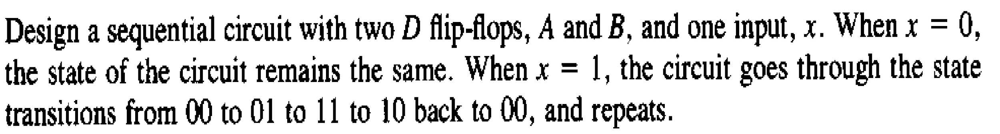 Design a sequential circuit with two D flip-flops, A and B, and one input, x. When x = 0,
the state of the circuit remains the same. When x = 1, the circuit goes through the state
transitions from 00 to 01 to 11 to 10 back to 00, and repeats.